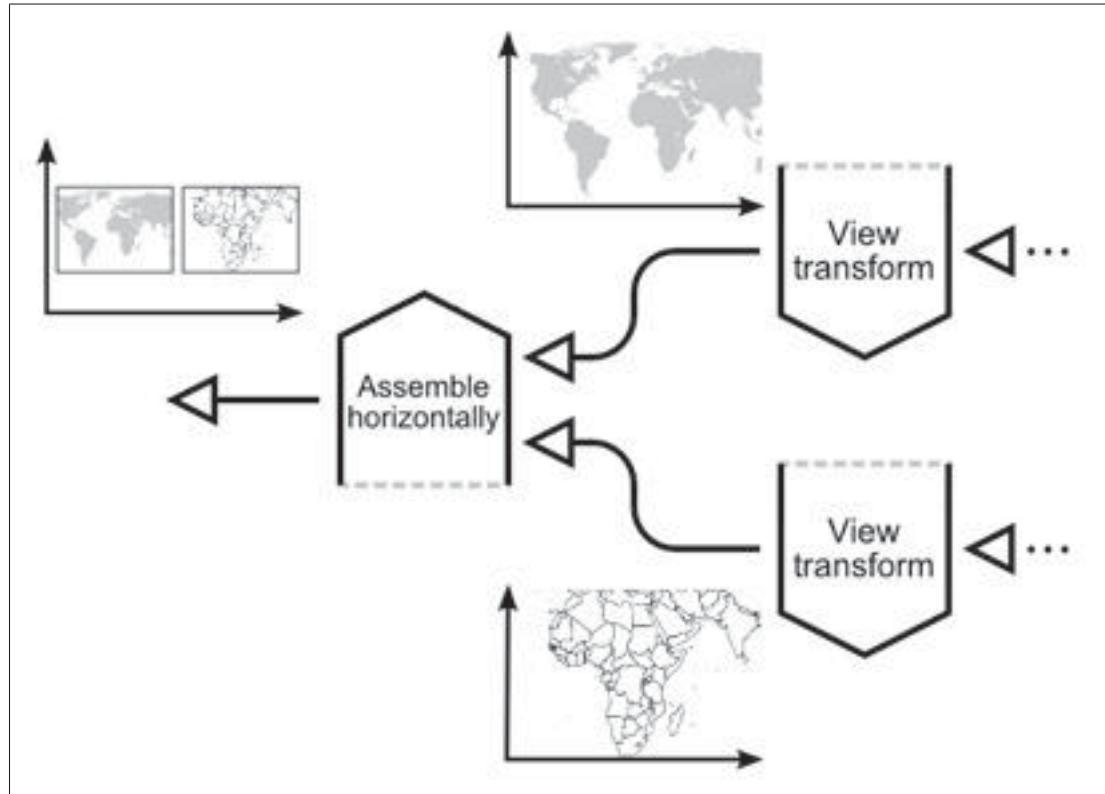 View
transform
...
Assemble
horizontally
View
transform
...